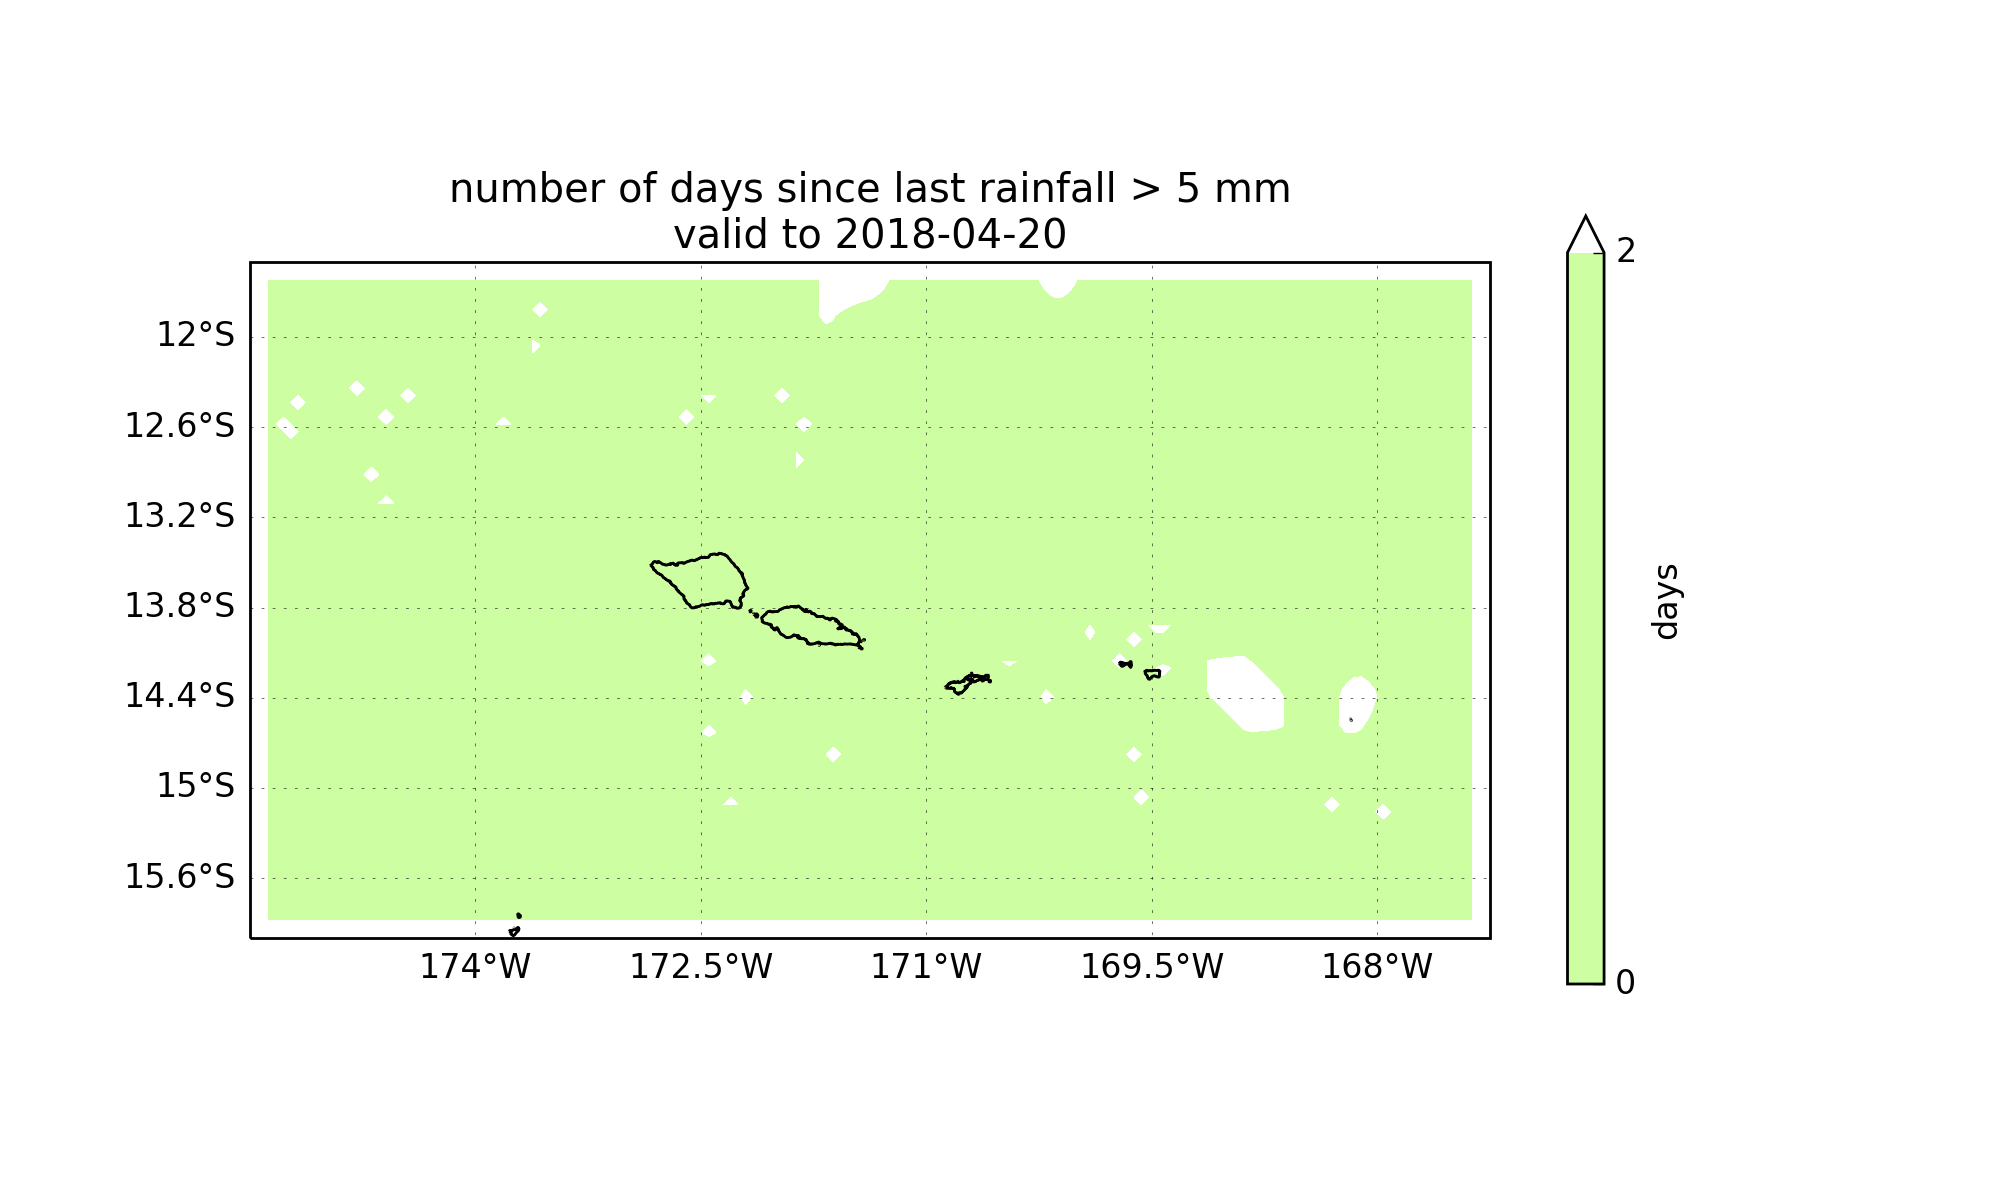 number of days since last rainfall > 5 mm
valid to 2018-04-20
12°S
12.6°S
13.2°S
13.8°S
14.4°S
15°S
15.6°S
174°W
172.5°W
171°W
169.5°W
168°W
2
0
days